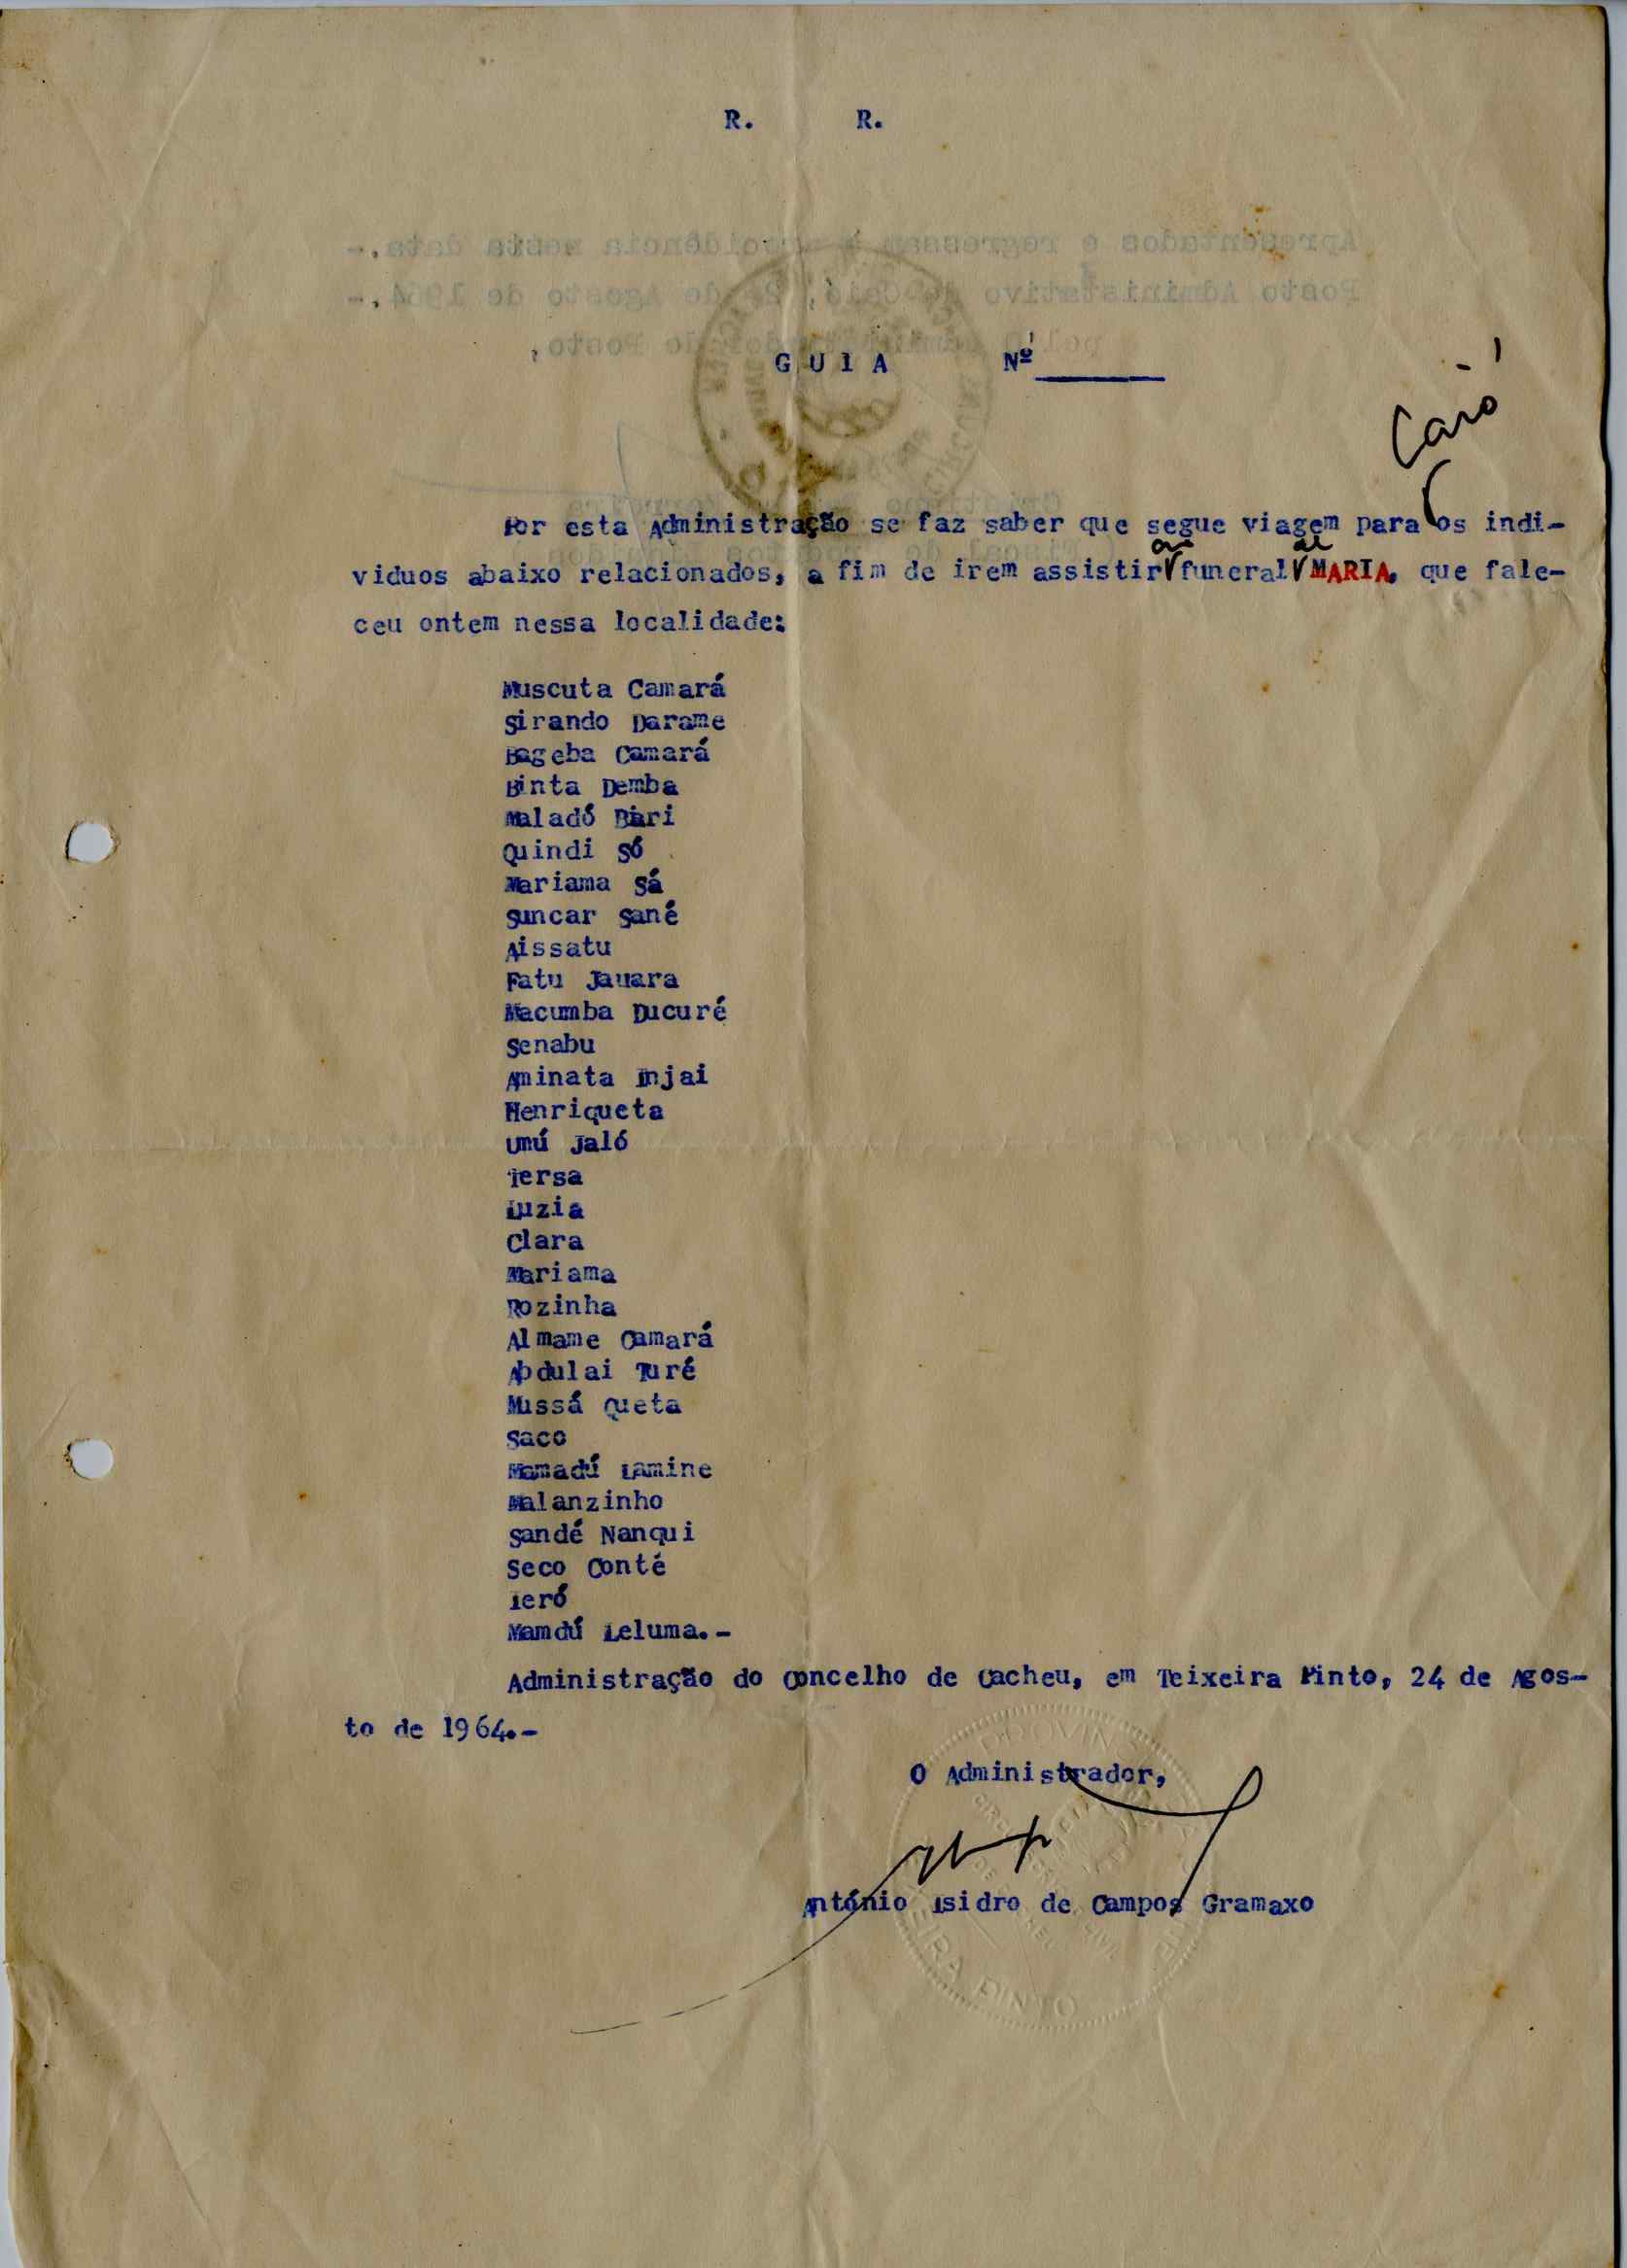 R. R.
GUIA Nº
Caió
Por esta Administração se faz saber que segue viagem para os indi-
ao de
viduos abaixo relacionados, a fim de irem assistir funeral MARIA, que fale-
ceu ontem nessa localidade:
Muscuta Camará
Sirando Darame
Bageba Camará
Binta Demba
Maladó Bari
Quindi Só
Mariama Sá
Suncar Sané
Aissatu
Fatu Jauara
Macumba Ducuré
Senabu
Aminata Injai
Henriqueta
Umú Jaló
Tersa
Luzia
Clara
Mariama
Rozinha
Almame Camará
Abdulai Turé
Missá Queta
Saco
Mamadú Lamine
Malanzinho
Sandé Nanqui
Seco Conté
Ieró
Mamdú Leluma.-
Administração do Concelho de Cacheu, em Teixeira Pinto, 24 de Agos-
to de 1964.-
O Administrador,
António Isidro de Campos Gramaxo